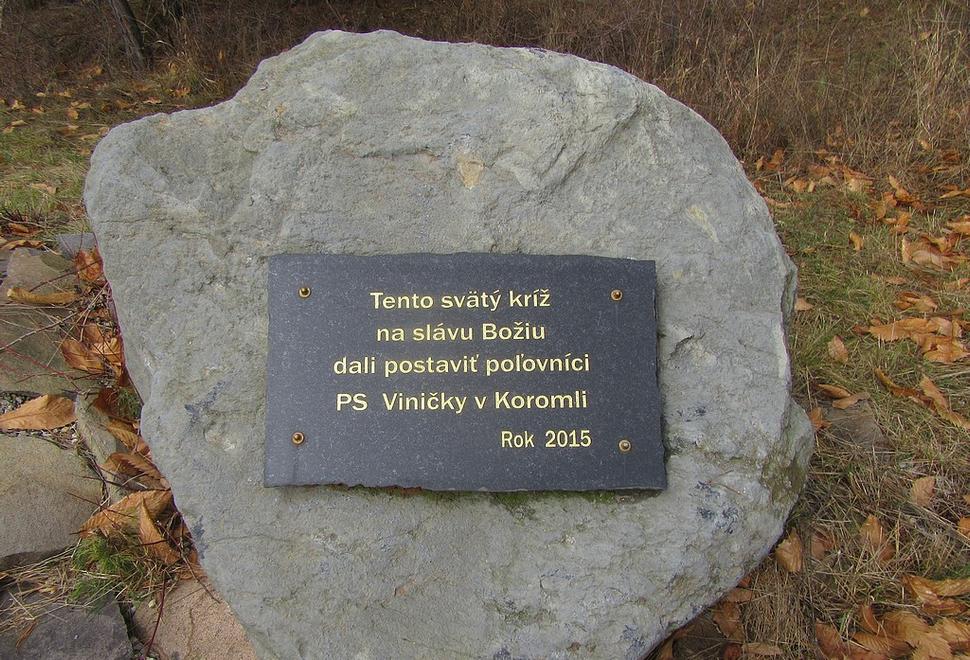 Tento svätý kríž
na slávu Božiu
dali postaviť poľovníci
PS Viničky v Koromli
Rok 2015